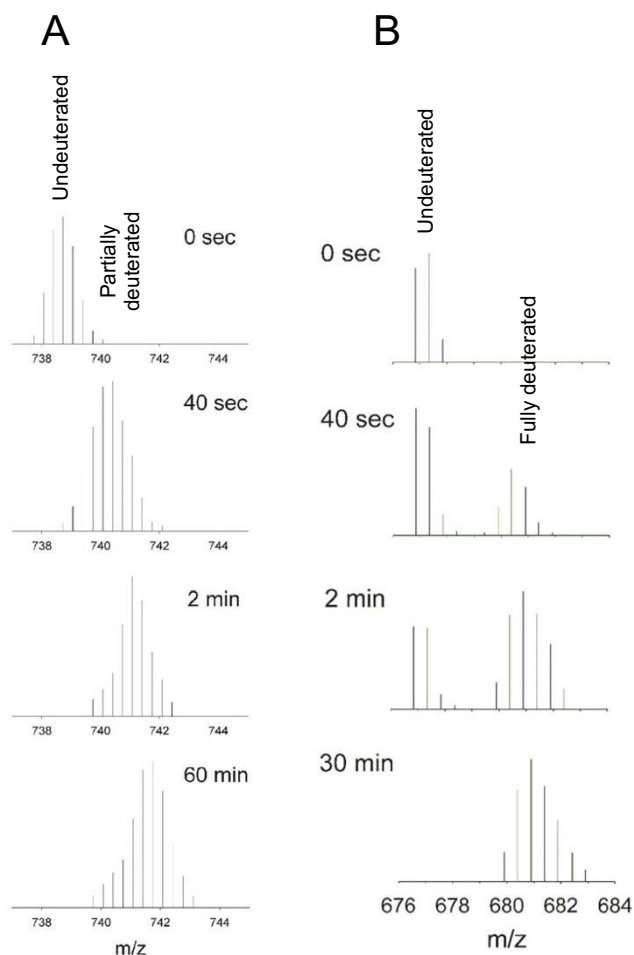 A
Undeuterated
Partially
deuterated
0 sec
738 740 742 744
40 sec
738 740 742 744
2 min
738 740 742 744
60 min
738 740 742 744
m/z
B
Undeuterated
0 sec
Fully deuterated
40 sec
2 min
30 min
676 678 680 682 684
m/z